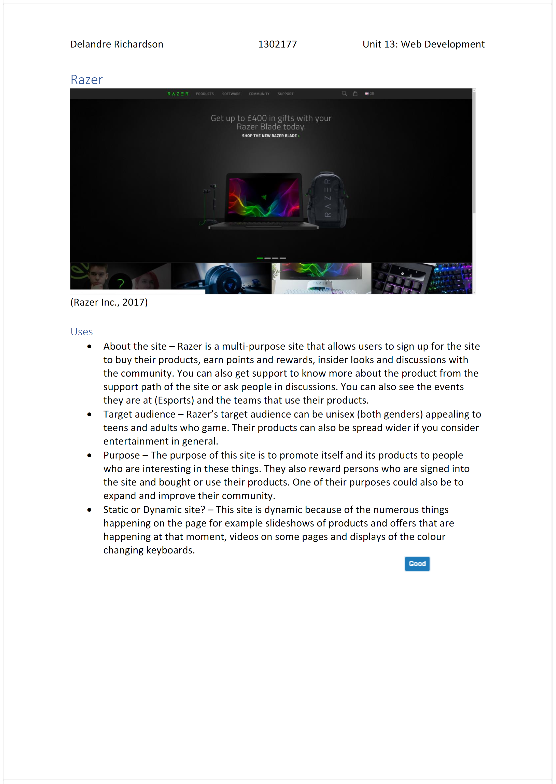 Delandre Richardson 1302177 Unit 13: Web Development
Razer
RAZER PRODUCTS SOFTWARE COMMUNITY SUPPORT
Get up to £400 in gifts with your
Razer Blade today.
SHOP THE NEW RAZER BLADE >
RAZER
(Razer Inc., 2017)
Uses
• About the site – Razer is a multi-purpose site that allows users to sign up for the site
to buy their products, earn points and rewards, insider looks and discussions with
the community. You can also get support to know more about the product from the
support path of the site or ask people in discussions. You can also see the events
they are at (Esports) and the teams that use their products.
• Target audience – Razer's target audience can be unisex (both genders) appealing to
teens and adults who game. Their products can also be spread wider if you consider
entertainment in general.
• Purpose – The purpose of this site is to promote itself and its products to people
who are interesting in these things. They also reward persons who are signed into
the site and bought or use their products. One of their purposes could also be to
expand and improve their community.
• Static or Dynamic site? – This site is dynamic because of the numerous things
happening on the page for example slideshows of products and offers that are
happening at that moment, videos on some pages and displays of the colour
changing keyboards.
Good